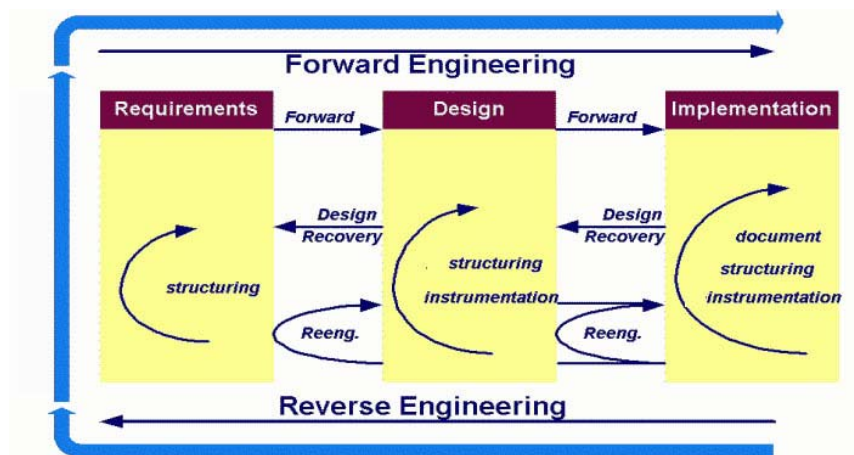 Forward Engineering
Requirements
Forward
Design
Forward
Implementation
Design
Recovery
Design
Recovery
structuring
structuring
instrumentation
document
structuring
instrumentation
Reeng.
Reeng.
Reverse Engineering